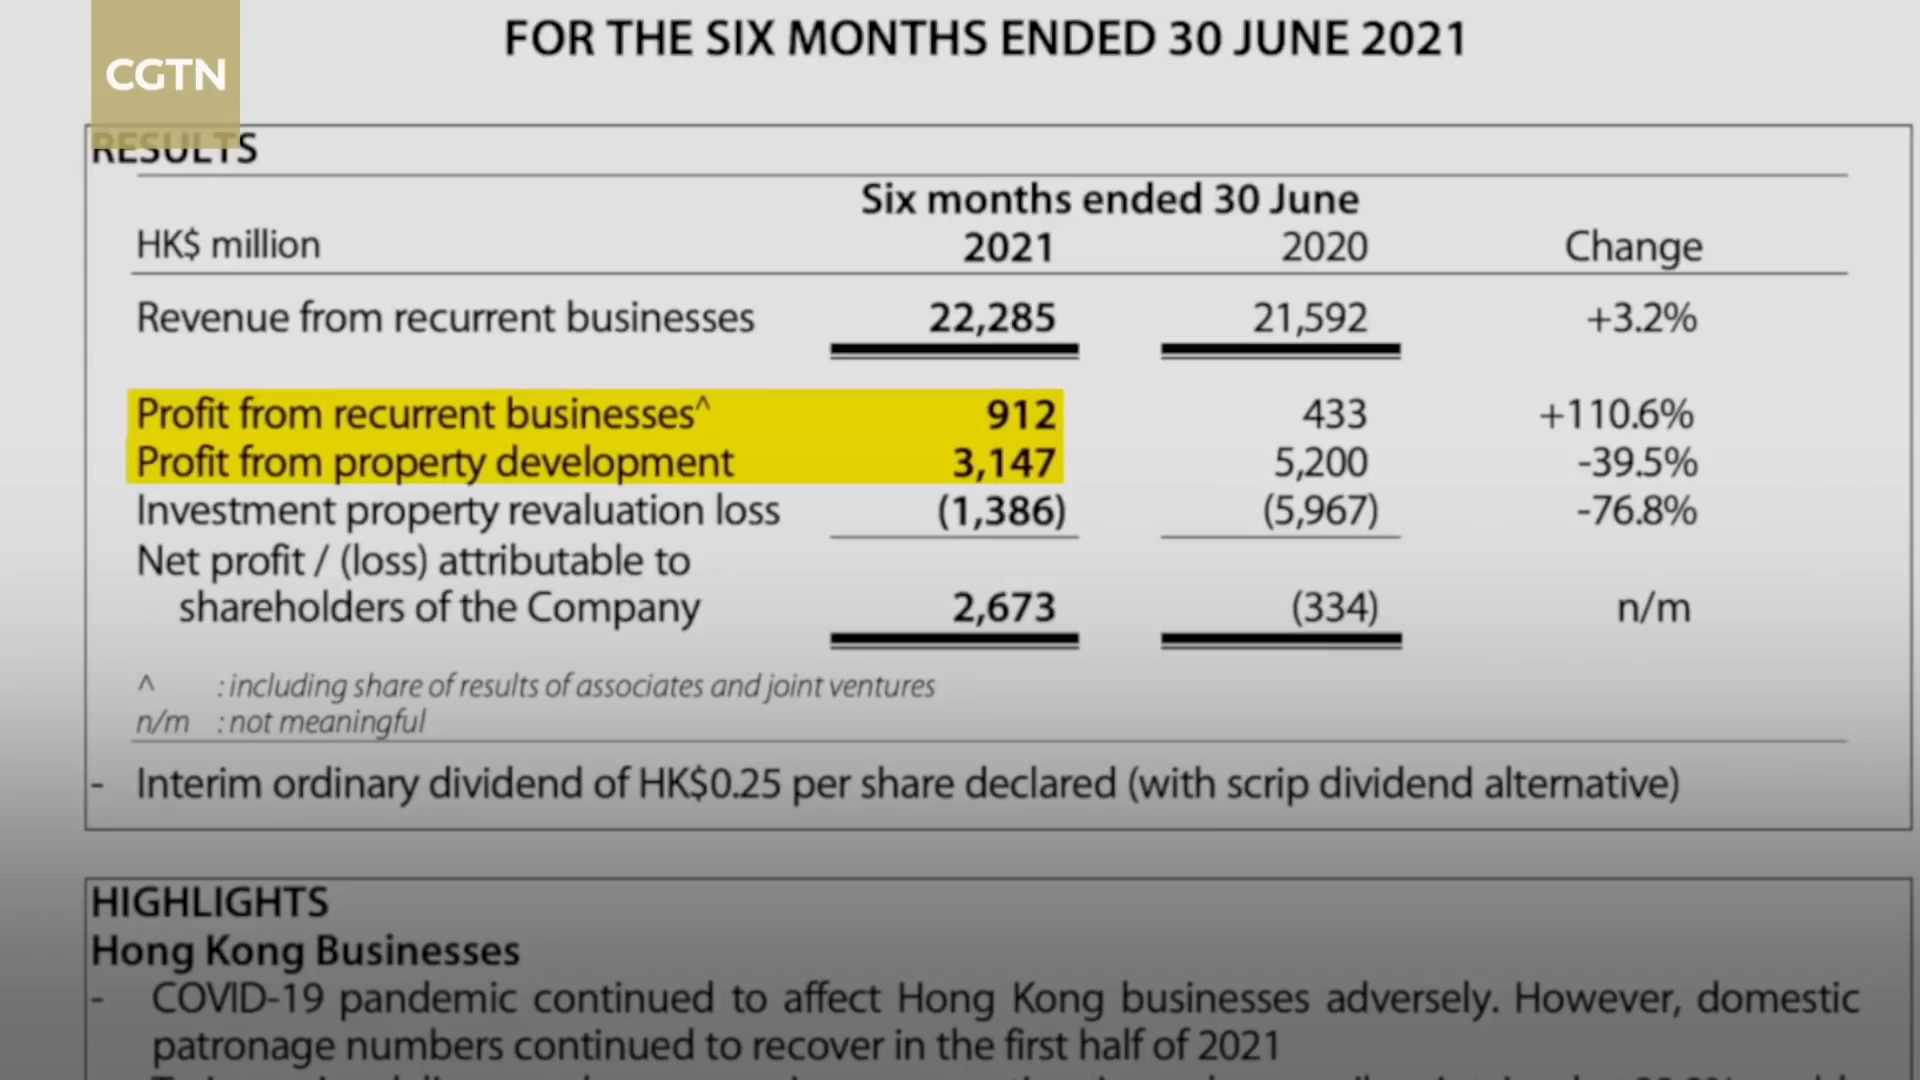 CGTN
FOR THE SIX MONTHS ENDED 30 JUNE 2021
RESULTS
Six months ended 30 June
HK$ million 2021 2020 Change
Revenue from recurrent businesses 22,285 21,592 +3.2%
Profit from recurrent businesses^ 912 433 +110.6%
Profit from property development 3,147 5,200 -39.5%
Investment property revaluation loss (1,386) (5,967) -76.8%
Net profit / (loss) attributable to
shareholders of the Company 2,673 (334) n/m
^ : including share of results of associates and joint ventures
n/m : not meaningful
- Interim ordinary dividend of HK$0.25 per share declared (with scrip dividend alternative)
HIGHLIGHTS
Hong Kong Businesses
- COVID-19 pandemic continued to affect Hong Kong businesses adversely. However, domestic
patronage numbers continued to recover in the first half of 2021